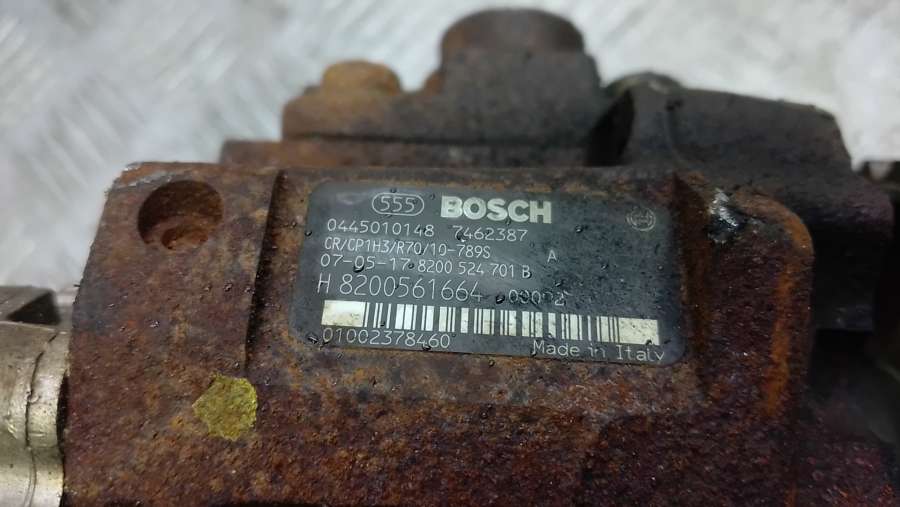 555 BOSCH
0445010148 7462387
CR/CP1H3/R70/10-789S A
07-05-17 8200 524 701 B
H 8200561664
01002378460 Made in Italy